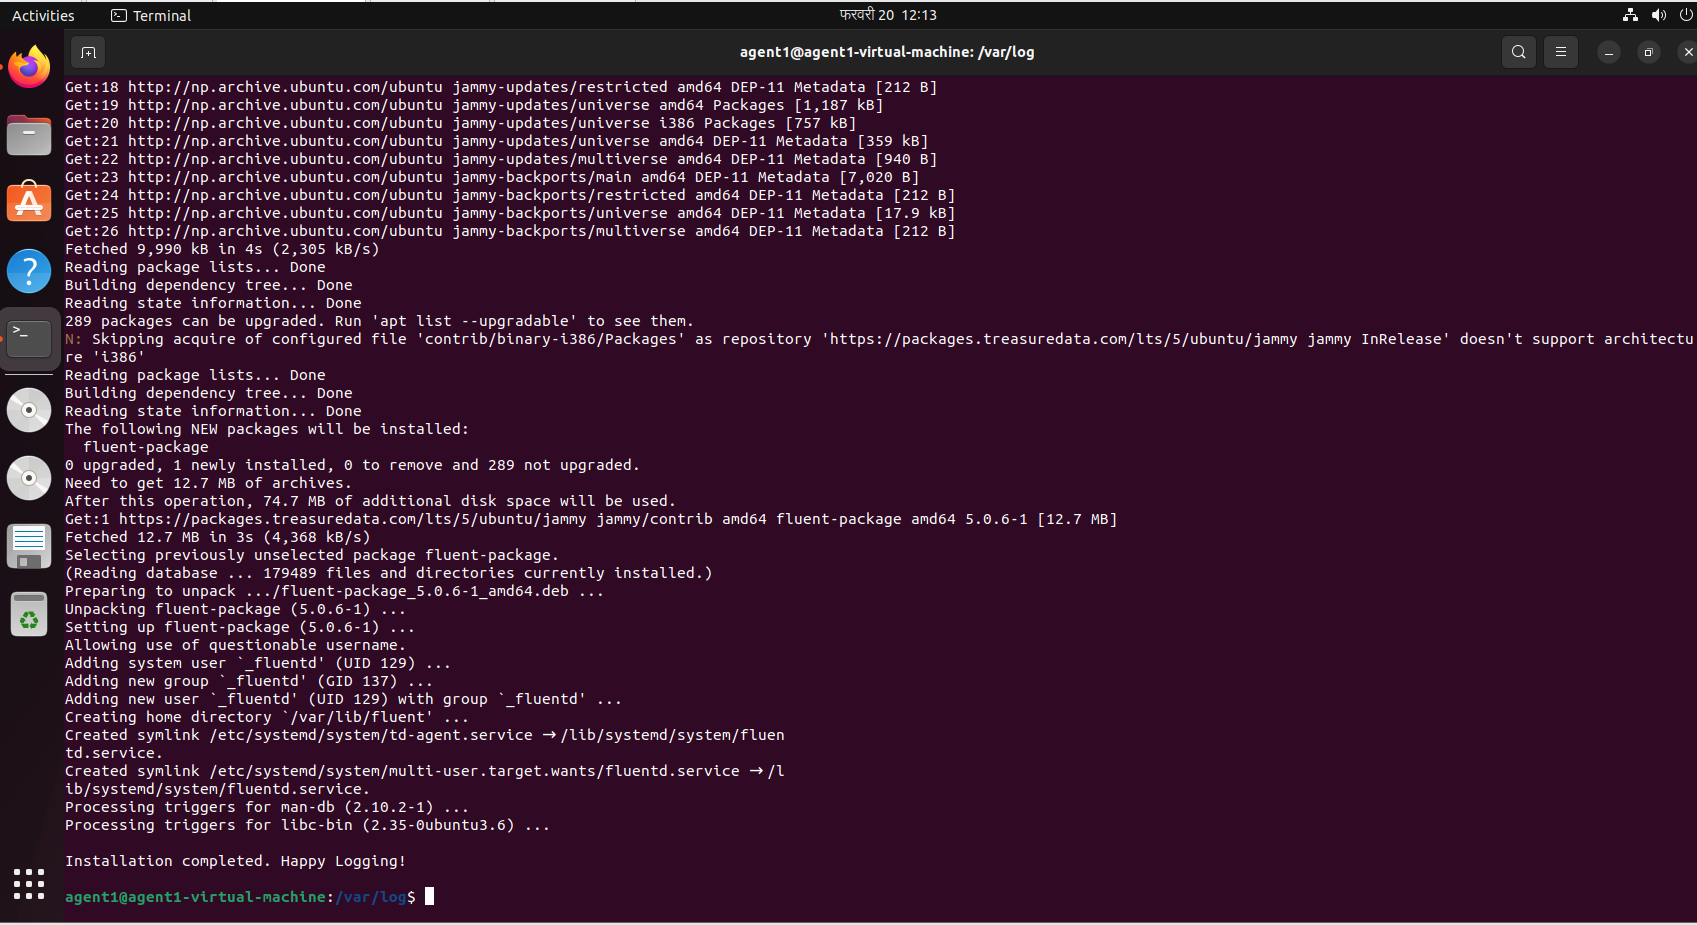 Activities Terminal फरवरी 20 12:13
agent1@agent1-virtual-machine: /var/log
Get:18 http://np.archive.ubuntu.com/ubuntu jammy-updates/restricted amd64 DEP-11 Metadata [212 B]
Get:19 http://np.archive.ubuntu.com/ubuntu jammy-updates/universe amd64 Packages [1,187 kB]
Get:20 http://np.archive.ubuntu.com/ubuntu jammy-updates/universe i386 Packages [757 kB]
Get:21 http://np.archive.ubuntu.com/ubuntu jammy-updates/universe amd64 DEP-11 Metadata [359 kB]
Get:22 http://np.archive.ubuntu.com/ubuntu jammy-updates/multiverse amd64 DEP-11 Metadata [940 B]
Get:23 http://np.archive.ubuntu.com/ubuntu jammy-backports/main amd64 DEP-11 Metadata [7,020 B]
Get:24 http://np.archive.ubuntu.com/ubuntu jammy-backports/restricted amd64 DEP-11 Metadata [212 B]
Get:25 http://np.archive.ubuntu.com/ubuntu jammy-backports/universe amd64 DEP-11 Metadata [17.9 kB]
Get:26 http://np.archive.ubuntu.com/ubuntu jammy-backports/multiverse amd64 DEP-11 Metadata [212 B]
Fetched 9,990 kB in 4s (2,305 kB/s)
Reading package lists... Done
Building dependency tree... Done
Reading state information... Done
289 packages can be upgraded. Run 'apt list --upgradable' to see them.
N: Skipping acquire of configured file 'contrib/binary-i386/Packages' as repository 'https://packages.treasuredata.com/lts/5/ubuntu/jammy jammy InRelease' doesn't support architectu
re 'i386'
Reading package lists... Done
Building dependency tree... Done
Reading state information... Done
The following NEW packages will be installed:
  fluent-package
0 upgraded, 1 newly installed, 0 to remove and 289 not upgraded.
Need to get 12.7 MB of archives.
After this operation, 74.7 MB of additional disk space will be used.
Get:1 https://packages.treasuredata.com/lts/5/ubuntu/jammy jammy/contrib amd64 fluent-package amd64 5.0.6-1 [12.7 MB]
Fetched 12.7 MB in 3s (4,368 kB/s)
Selecting previously unselected package fluent-package.
(Reading database ... 179489 files and directories currently installed.)
Preparing to unpack .../fluent-package_5.0.6-1_amd64.deb ...
Unpacking fluent-package (5.0.6-1) ...
Setting up fluent-package (5.0.6-1) ...
Allowing use of questionable username.
Adding system user `_fluentd' (UID 129) ...
Adding new group `_fluentd' (GID 137) ...
Adding new user `_fluentd' (UID 129) with group `_fluentd' ...
Creating home directory `/var/lib/fluent' ...
Created symlink /etc/systemd/system/td-agent.service → /lib/systemd/system/fluen
td.service.
Created symlink /etc/systemd/system/multi-user.target.wants/fluentd.service → /l
ib/systemd/system/fluentd.service.
Processing triggers for man-db (2.10.2-1) ...
Processing triggers for libc-bin (2.35-0ubuntu3.6) ...
Installation completed. Happy Logging!
agent1@agent1-virtual-machine:/var/log$